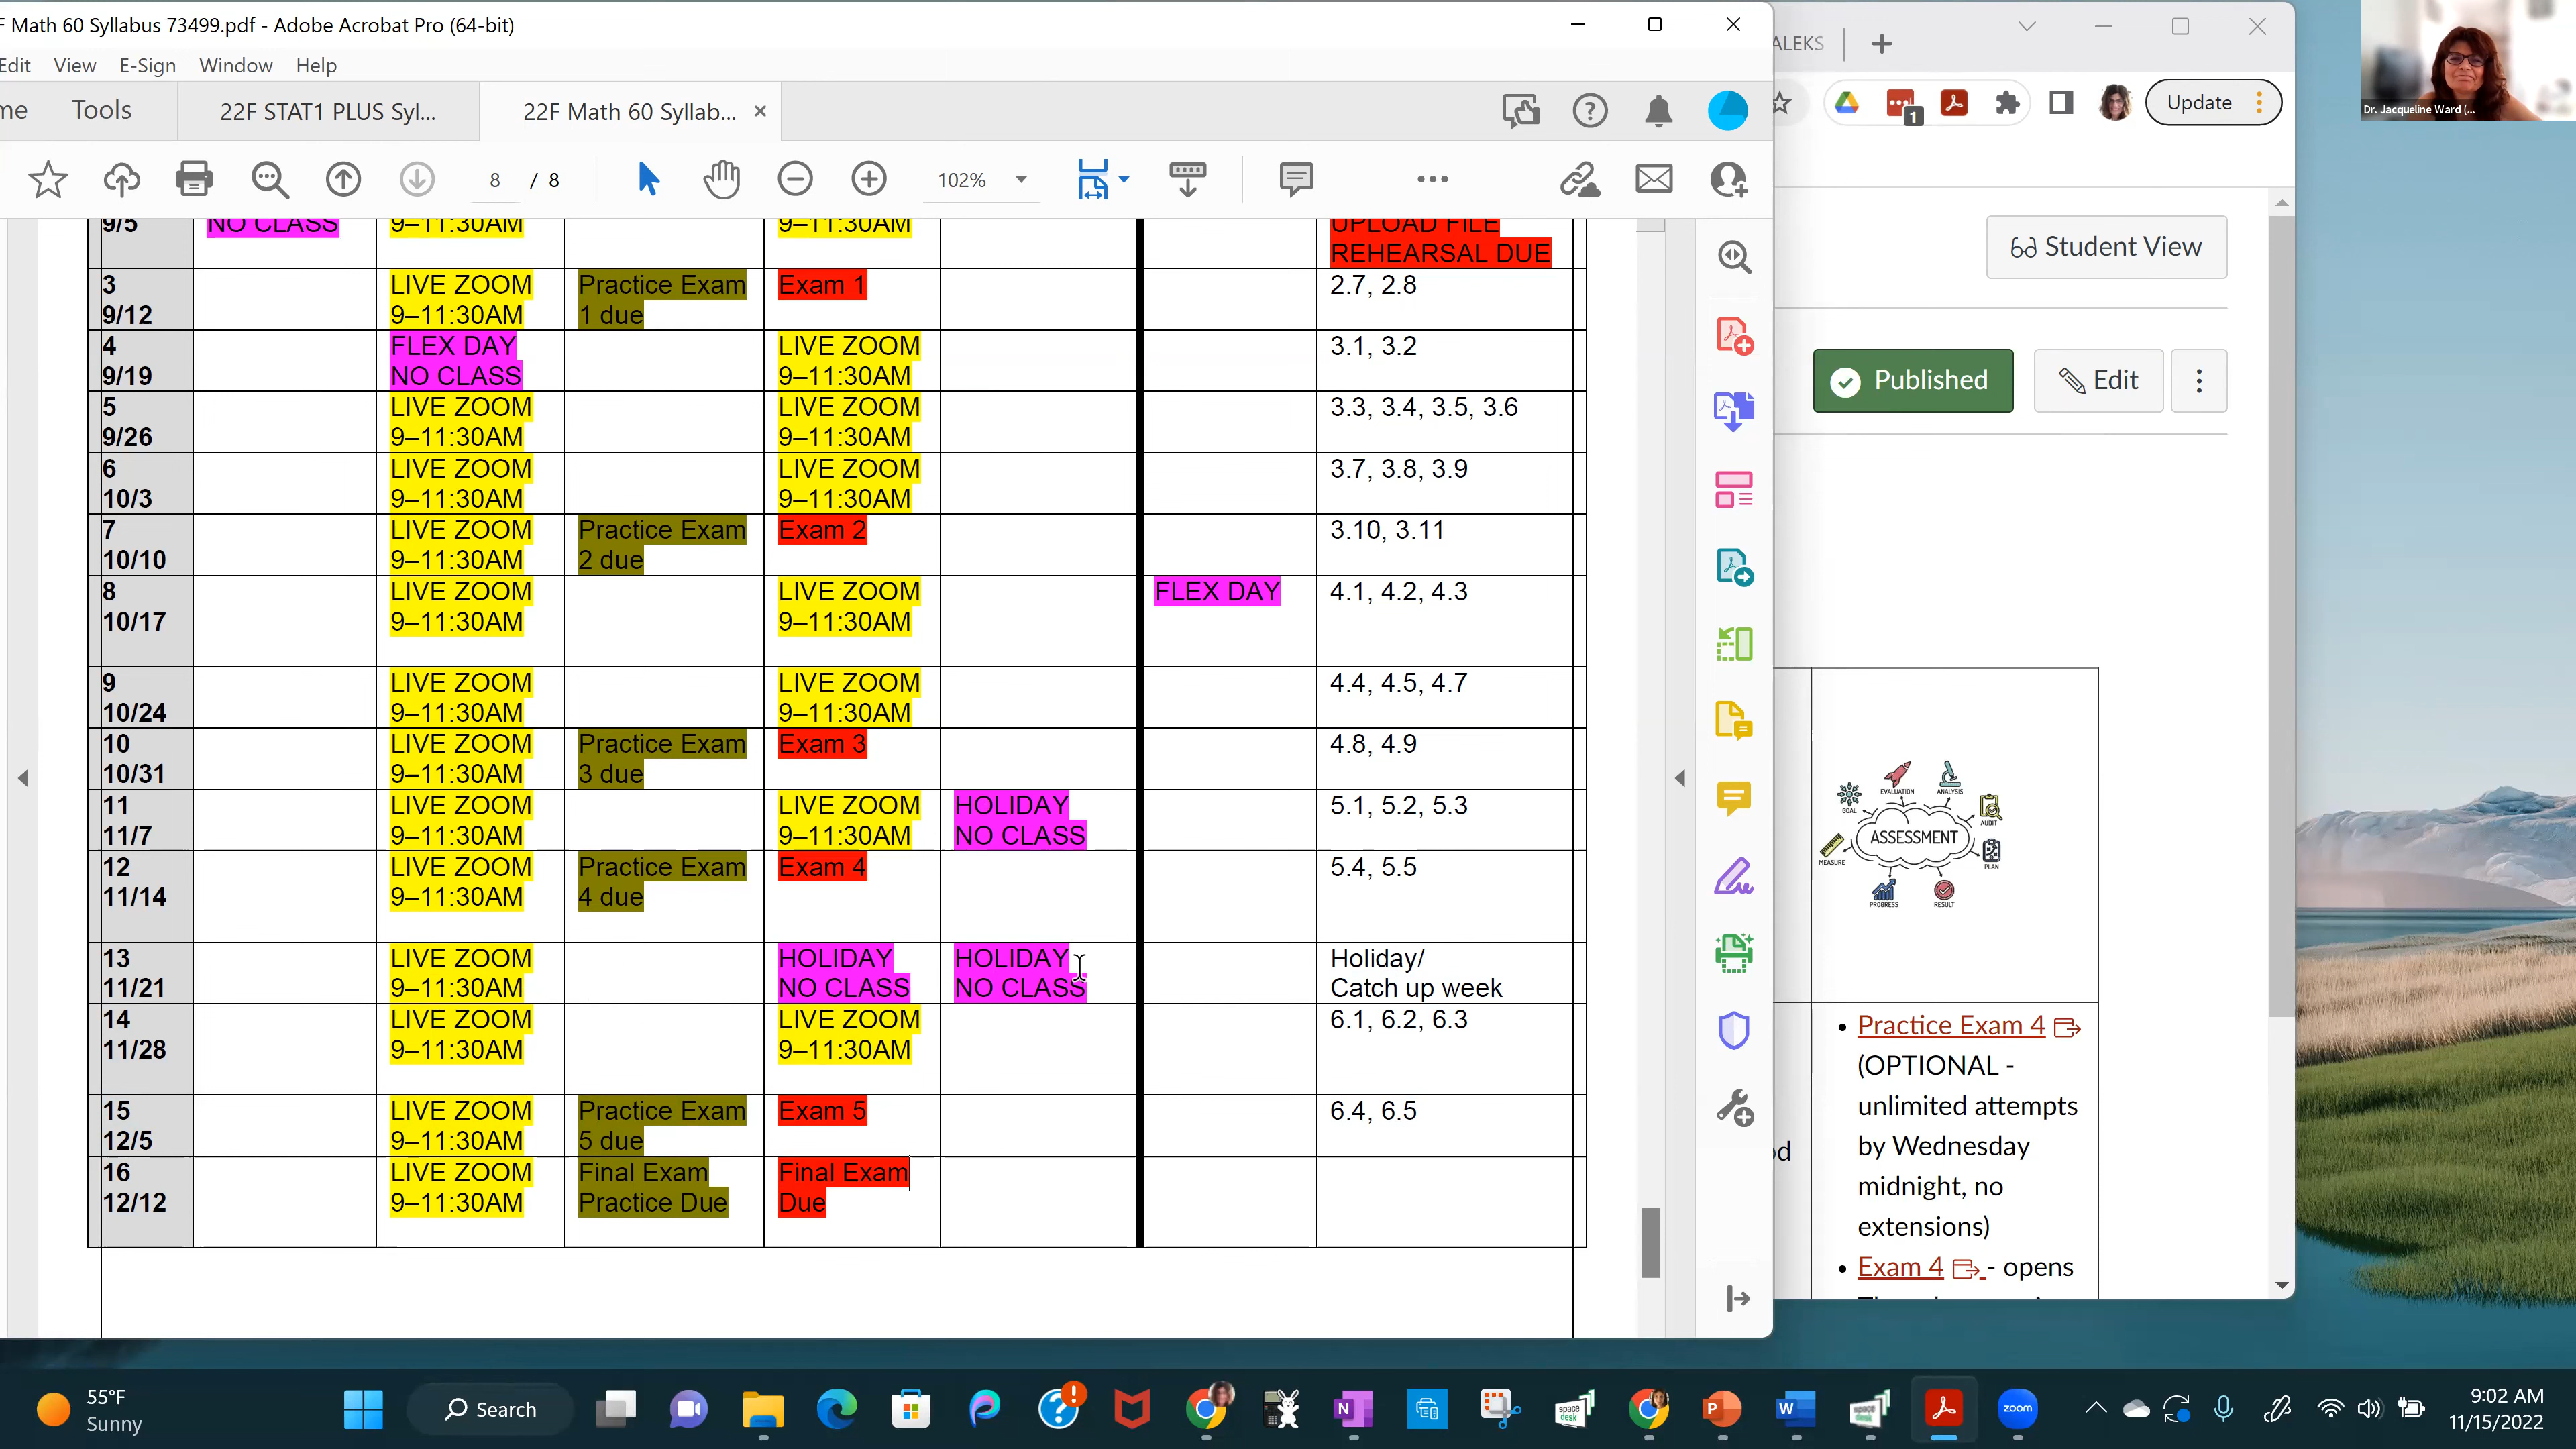 F Math 60 Syllabus 73499.pdf - Adobe Acrobat Pro (64-bit)
Edit View E-Sign Window Help
me Tools 22F STAT1 PLUS Syl... 22F Math 60 Syllab...
8 / 8 102%
9/5 NO CLASS 9–11:30AM 9–11:30AM UPLOAD FILE
REHEARSAL DUE
3 LIVE ZOOM Practice Exam Exam 1 2.7, 2.8
9/12 9–11:30AM 1 due
4 FLEX DAY LIVE ZOOM 3.1, 3.2
9/19 NO CLASS 9–11:30AM
5 LIVE ZOOM LIVE ZOOM 3.3, 3.4, 3.5, 3.6
9/26 9–11:30AM 9–11:30AM
6 LIVE ZOOM LIVE ZOOM 3.7, 3.8, 3.9
10/3 9–11:30AM 9–11:30AM
7 LIVE ZOOM Practice Exam Exam 2 3.10, 3.11
10/10 9–11:30AM 2 due
8 LIVE ZOOM LIVE ZOOM FLEX DAY 4.1, 4.2, 4.3
10/17 9–11:30AM 9–11:30AM
9 LIVE ZOOM LIVE ZOOM 4.4, 4.5, 4.7
10/24 9–11:30AM 9–11:30AM
10 LIVE ZOOM Practice Exam Exam 3 4.8, 4.9
10/31 9–11:30AM 3 due
11 LIVE ZOOM LIVE ZOOM HOLIDAY 5.1, 5.2, 5.3
11/7 9–11:30AM 9–11:30AM NO CLASS
12 LIVE ZOOM Practice Exam Exam 4 5.4, 5.5
11/14 9–11:30AM 4 due
13 LIVE ZOOM HOLIDAY HOLIDAY Holiday/
11/21 9–11:30AM NO CLASS NO CLASS Catch up week
14 LIVE ZOOM LIVE ZOOM 6.1, 6.2, 6.3
11/28 9–11:30AM 9–11:30AM
15 LIVE ZOOM Practice Exam Exam 5 6.4, 6.5
12/5 9–11:30AM 5 due
16 LIVE ZOOM Final Exam Final Exam
12/12 9–11:30AM Practice Due Due
ALEKS
1 Update
Student View
Published Edit
EVALUATION ANALYSIS
GOAL AUDIT
ASSESSMENT
MEASURE PLAN
PROGRESS RESULT
Practice Exam 4
(OPTIONAL -
unlimited attempts
by Wednesday
midnight, no
extensions)
Exam 4 - opens
Dr. Jacqueline Ward (...
55°F
Sunny
Search
space desk
space desk
zoom
9:02 AM
11/15/2022